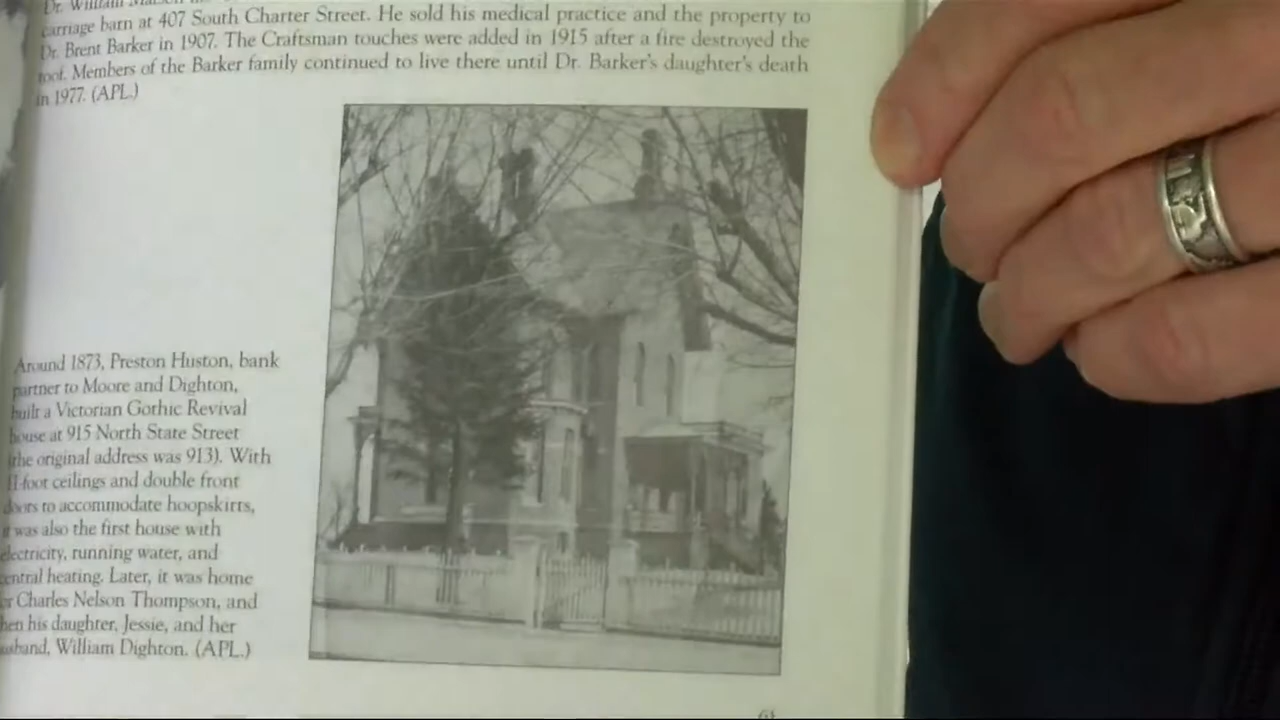 Dr. William
carriage barn at 407 South Charter Street. He sold his medical practice and the property to
Dr. Brent Barker in 1907. The Craftsman touches were added in 1915 after a fire destroyed the
roof. Members of the Barker family continued to live there until Dr. Barker's daughter's death
in 1977. (APL.)
Around 1873, Preston Huston, bank
partner to Moore and Dighton,
built a Victorian Gothic Revival
house at 915 North State Street
(the original address was 913). With
11-foot ceilings and double front
doors to accommodate hoopskirts,
it was also the first house with
electricity, running water, and
central heating. Later, it was home
Charles Nelson Thompson, and
then his daughter, Jessie, and her
husband, William Dighton. (APL.)